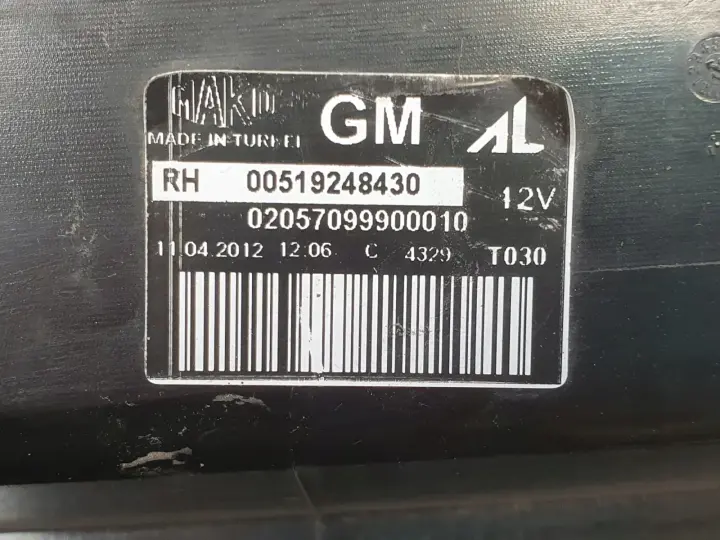 MAKO GM AL
MADE IN TURKEI
RH 00519248430
12V
02057099900010
11.04.2012 12:06 C 4329 T030